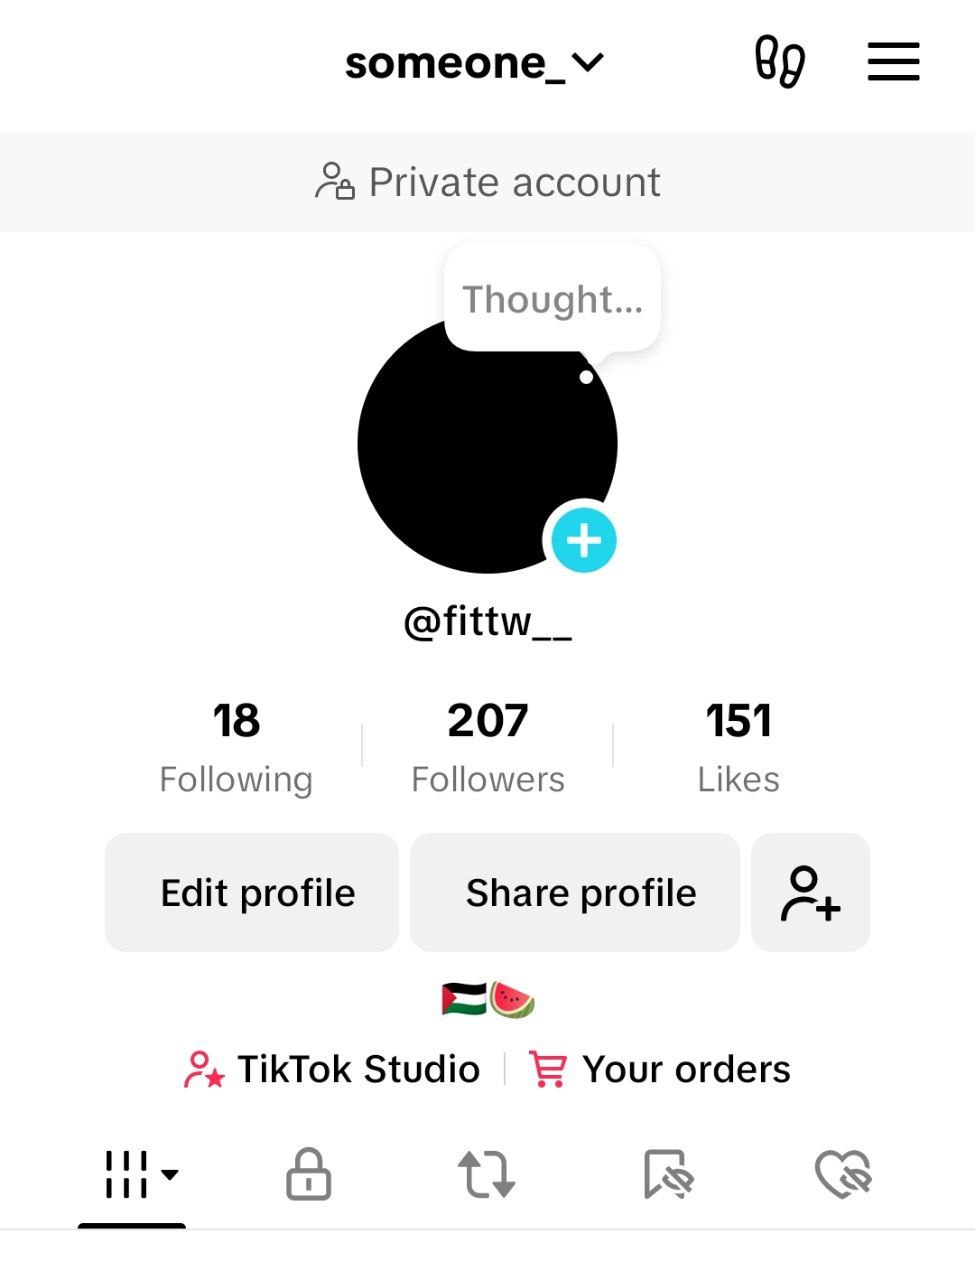 someone_
Private account
Thought...
@fittw__
18 207 151
Following Followers Likes
Edit profile Share profile
🇵🇸🍉
TikTok Studio Your orders